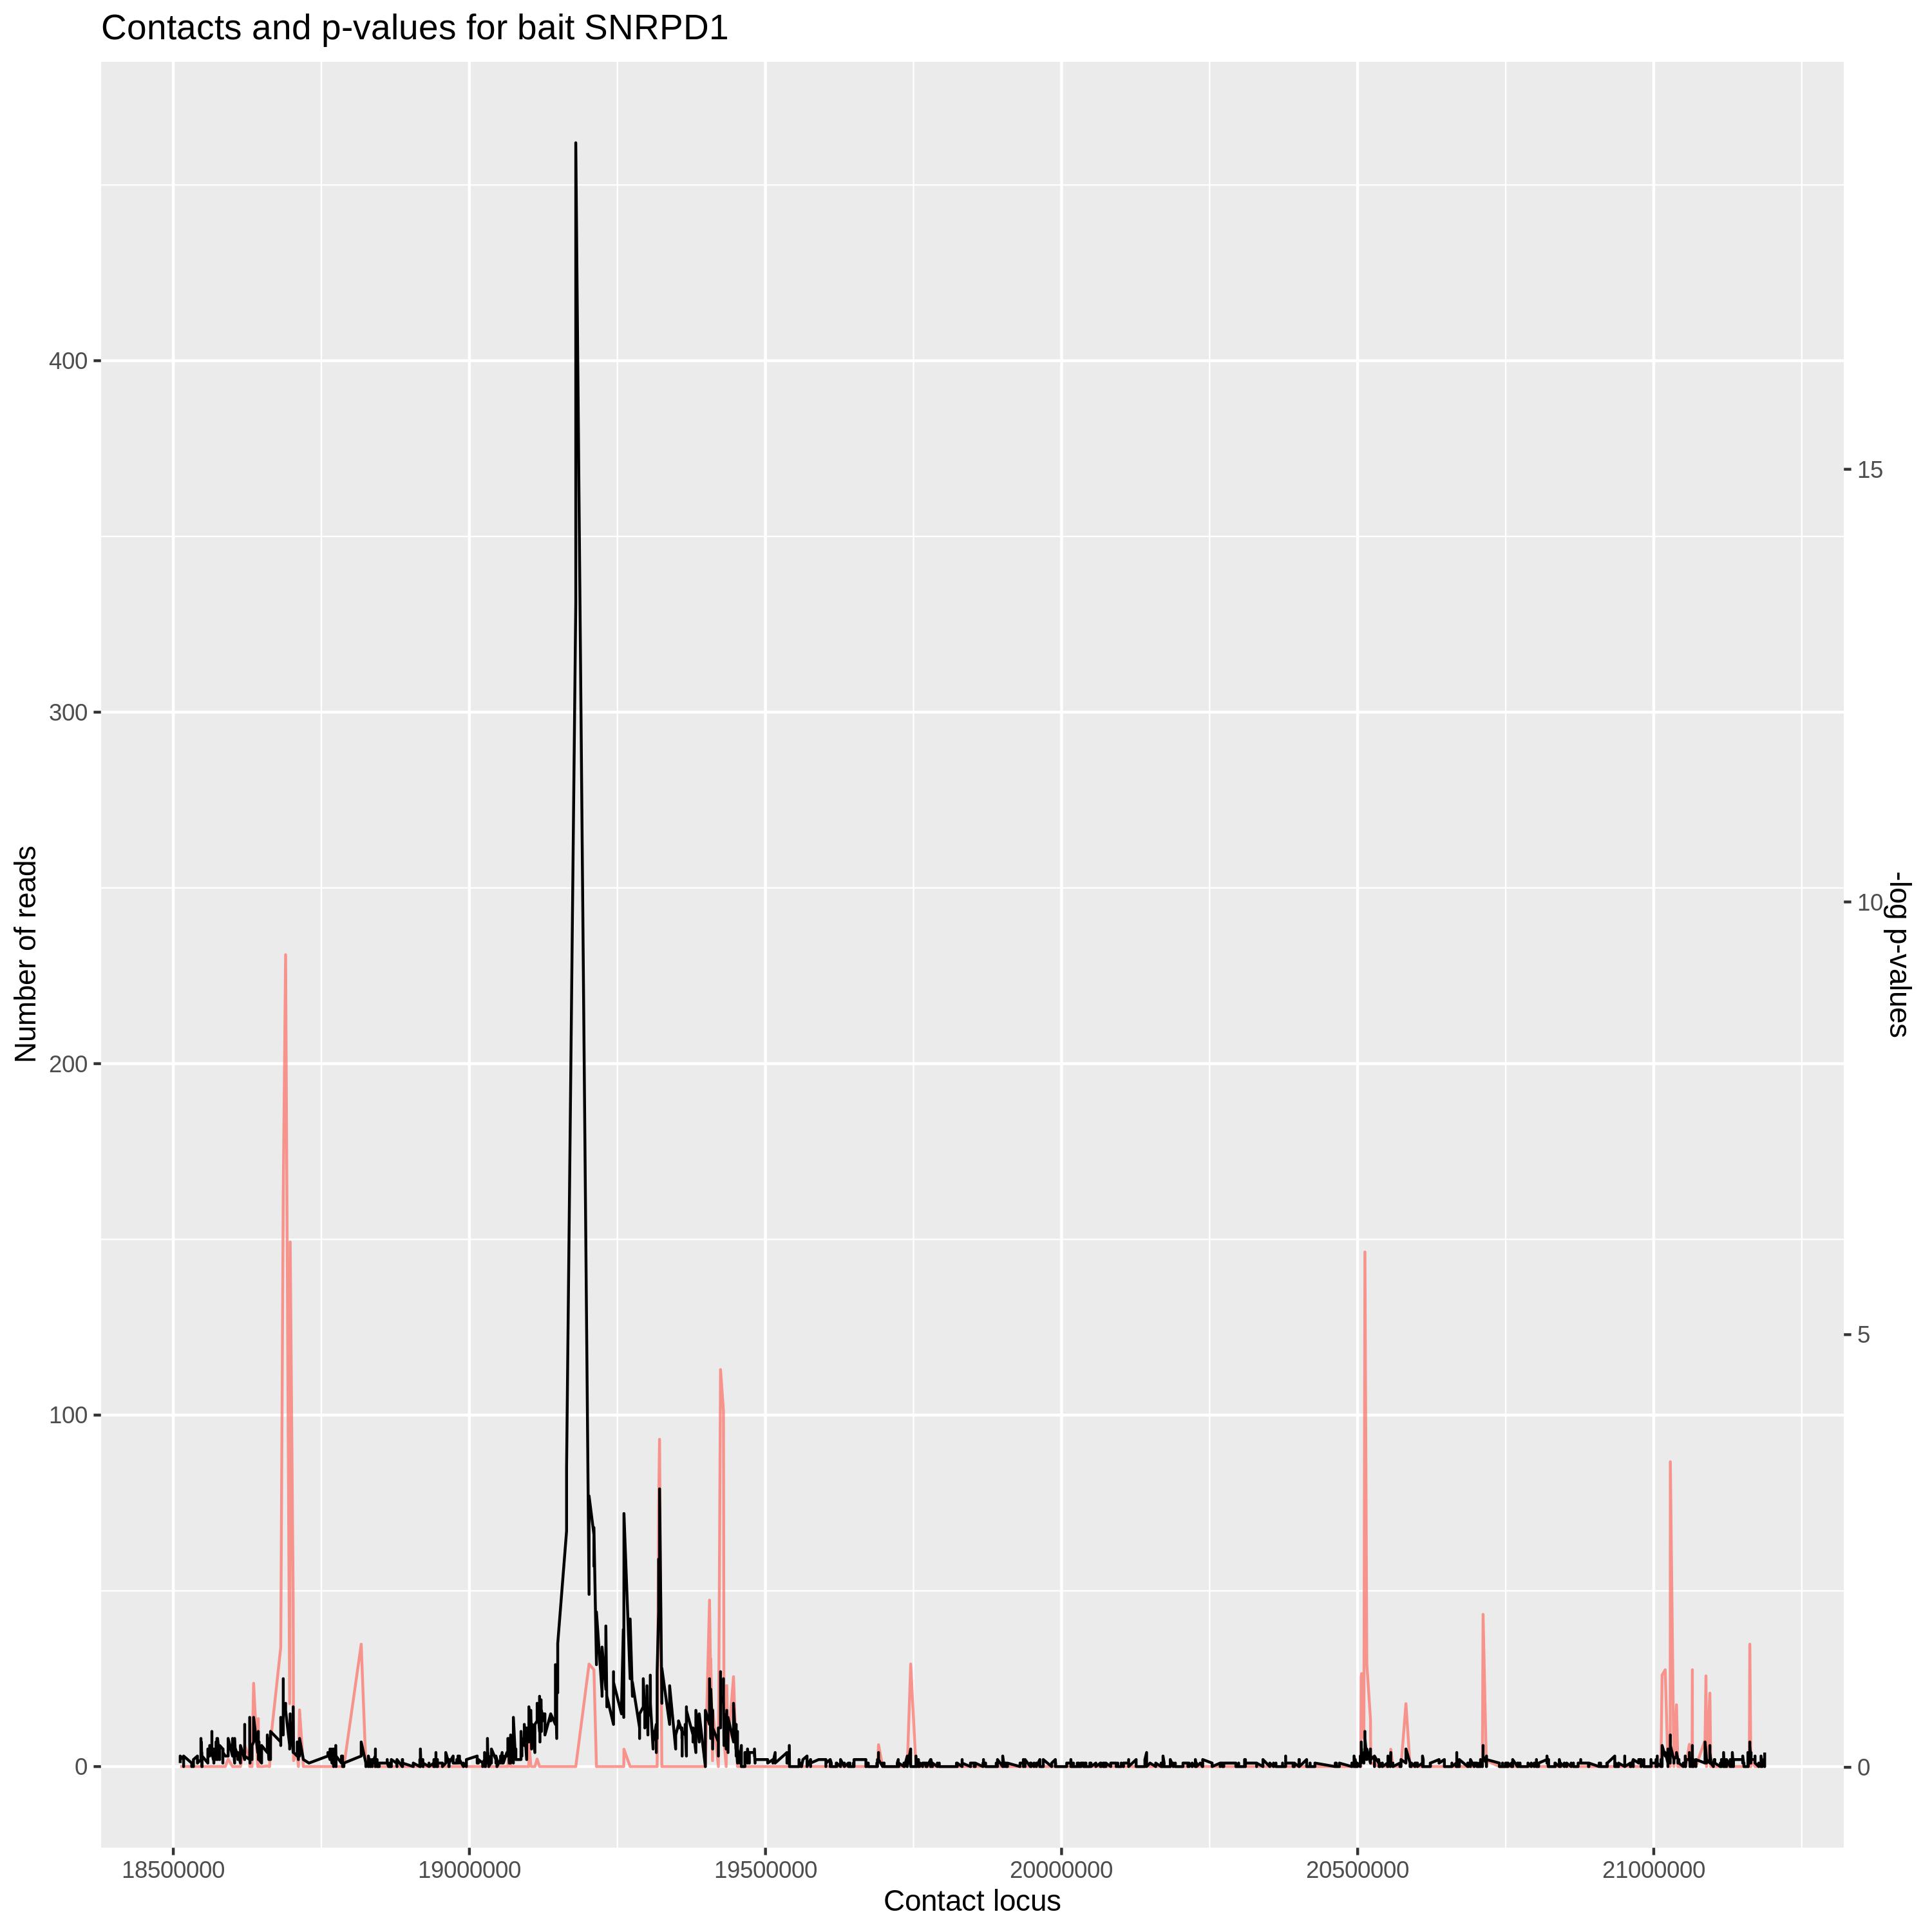 Contacts and p-values for bait SNRPD1
Number of reads
400
300
200
100
0
15
10
5
0
-log p-values
18500000 19000000 19500000 20000000 20500000 21000000
Contact locus